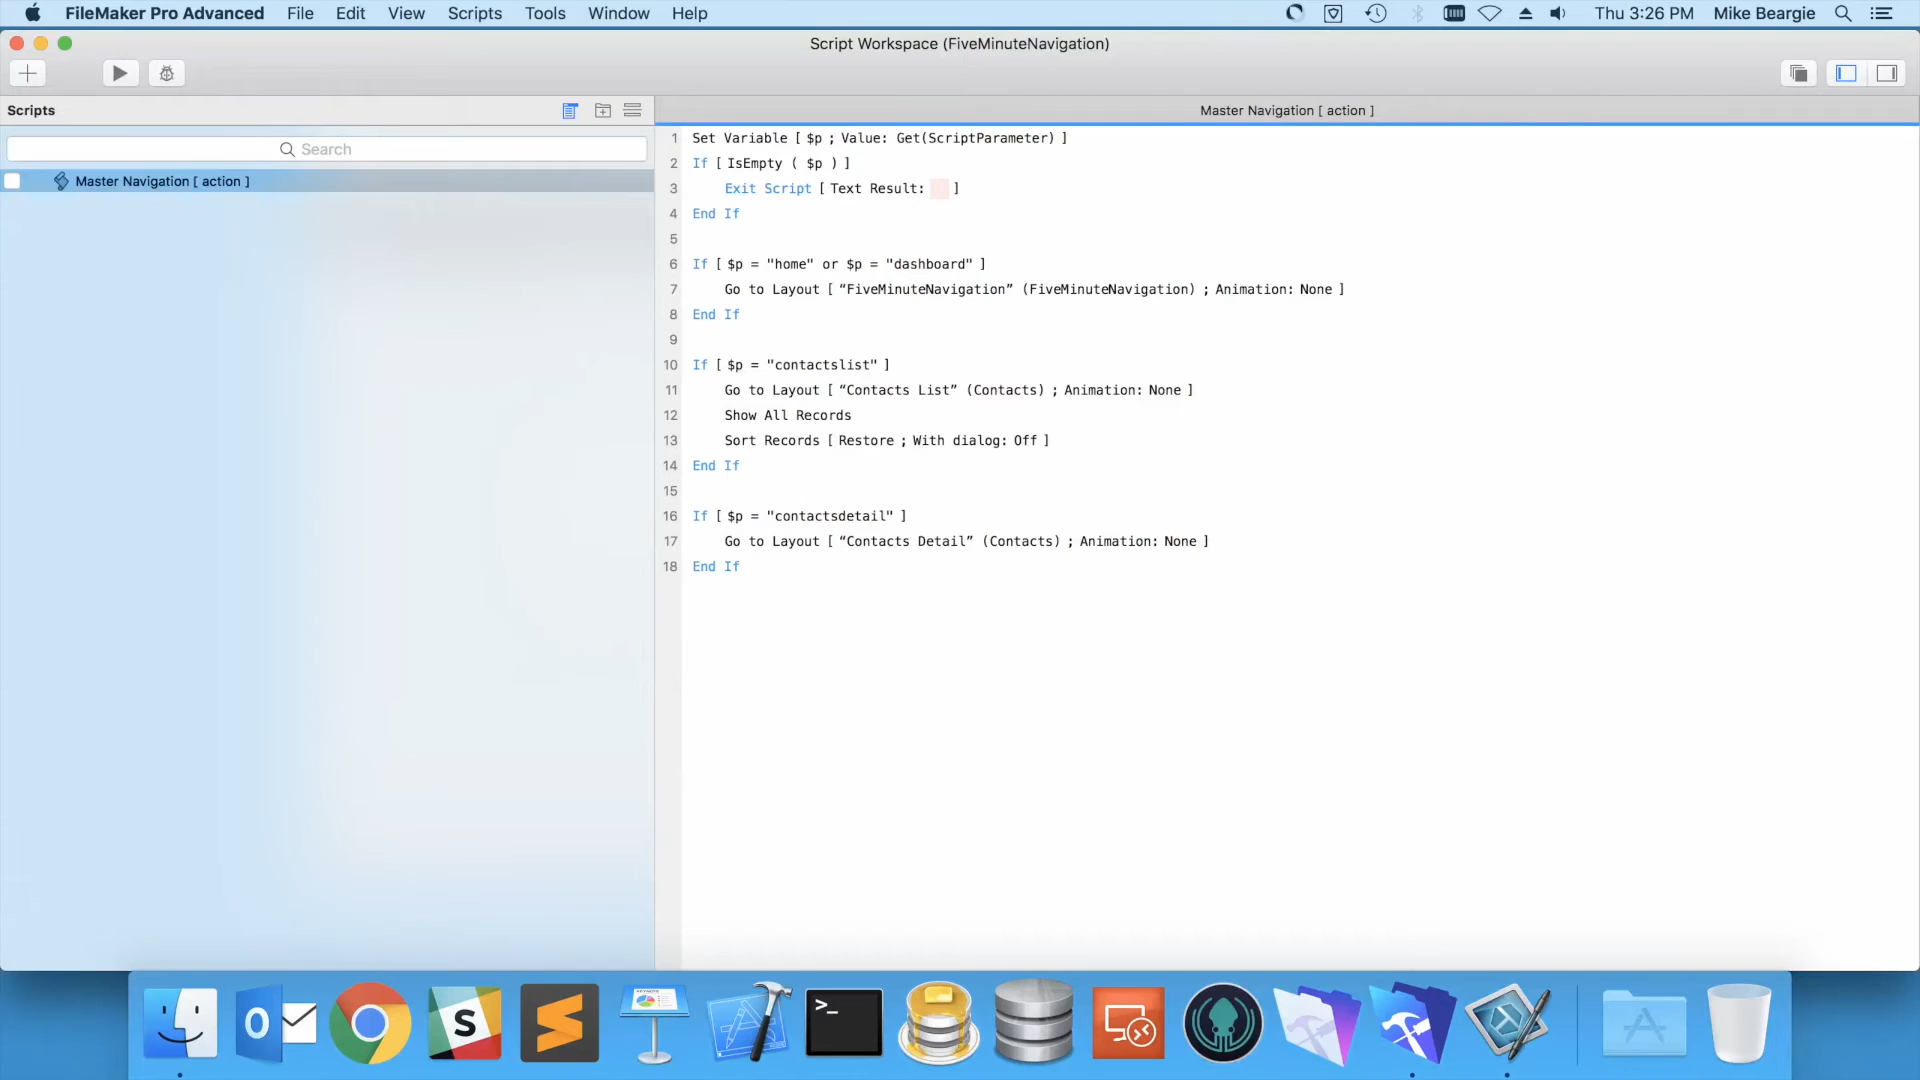 FileMaker Pro Advanced File Edit View Scripts Tools Window Help Thu 3:26 PM Mike Beargie
Script Workspace (FiveMinuteNavigation)
Scripts
Master Navigation [ action ]
Search
Master Navigation [ action ]
1 Set Variable [ $p ; Value: Get(ScriptParameter) ]
2 If [ IsEmpty ( $p ) ]
3 Exit Script [ Text Result: ]
4 End If
5
6 If [ $p = "home" or $p = "dashboard" ]
7 Go to Layout [ “FiveMinuteNavigation” (FiveMinuteNavigation) ; Animation: None ]
8 End If
9
10 If [ $p = "contactslist" ]
11 Go to Layout [ “Contacts List” (Contacts) ; Animation: None ]
12 Show All Records
13 Sort Records [ Restore ; With dialog: Off ]
14 End If
15
16 If [ $p = "contactsdetail" ]
17 Go to Layout [ “Contacts Detail” (Contacts) ; Animation: None ]
18 End If
O
S
KEYNOTE
>_